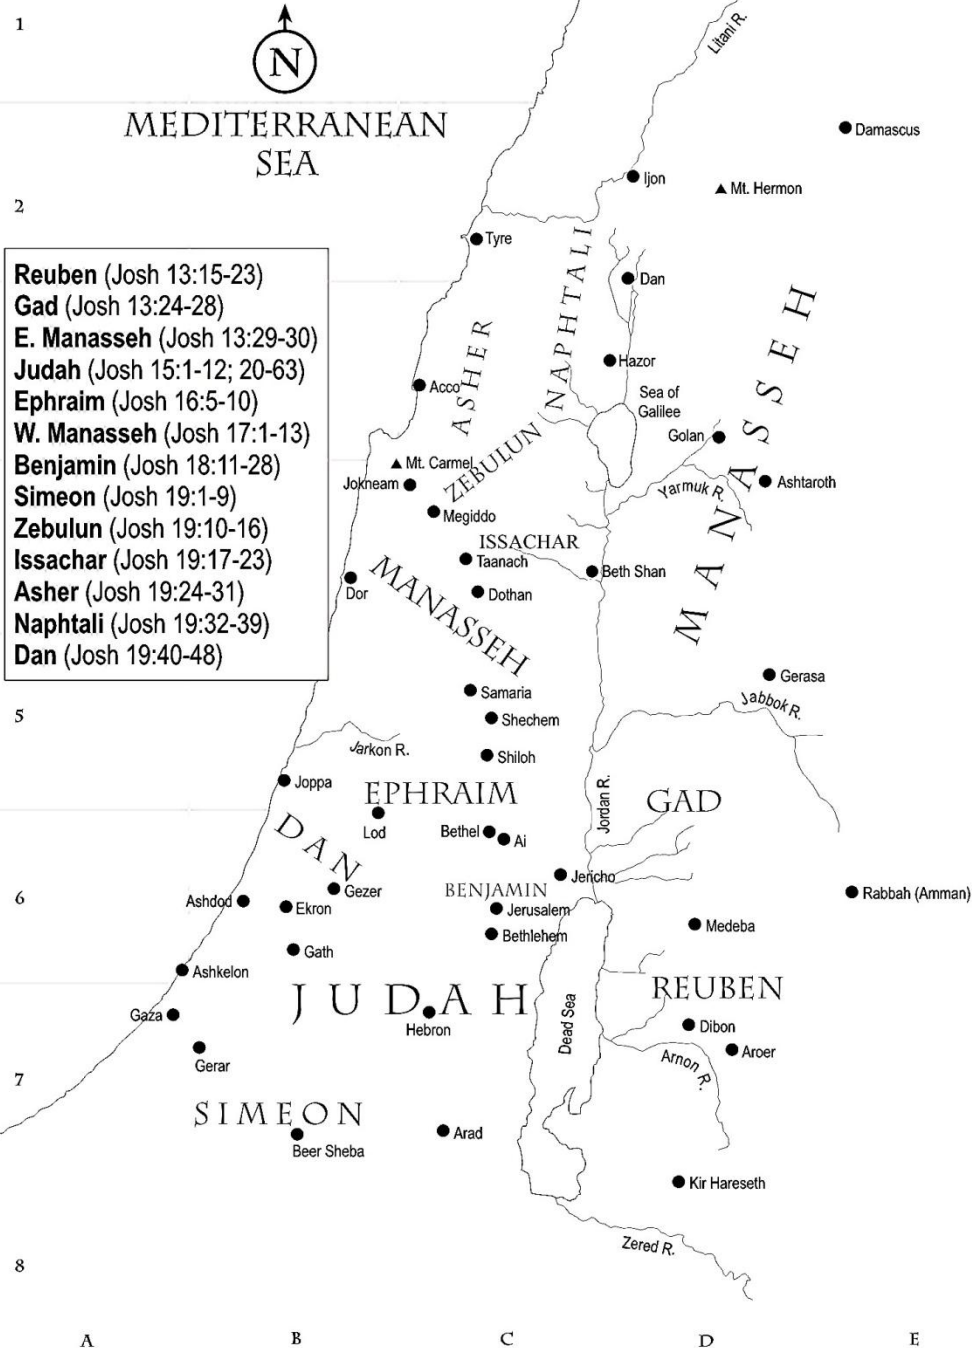 1
N
Litani R.
MEDITERRANEAN
SEA
Damascus
Ijon
Mt. Hermon
2
Tyre
Reuben (Josh 13:15-23)
Gad (Josh 13:24-28)
E. Manasseh (Josh 13:29-30)
Judah (Josh 15:1-12; 20-63)
Ephraim (Josh 16:5-10)
W. Manasseh (Josh 17:1-13)
Benjamin (Josh 18:11-28)
Simeon (Josh 19:1-9)
Zebulun (Josh 19:10-16)
Issachar (Josh 19:17-23)
Asher (Josh 19:24-31)
Naphtali (Josh 19:32-39)
Dan (Josh 19:40-48)
NAPHTALI
Dan
MANASSEH
ASHER
Hazor
Acco
Sea of
Galilee
Golan
ZEBULUN
Mt. Carmel
Jokneam
Yarmuk R.
Ashtaroth
Megiddo
ISSACHAR
Taanach
Beth Shan
Dor
MANASSEH
Dothan
Gerasa
Samaria
Jabbok R.
5
Shechem
Jarkon R.
Shiloh
Joppa
EPHRAIM
Jordan R.
GAD
Lod
Bethel
Ai
DAN
Jericho
Gezer
BENJAMIN
6
Rabbah (Amman)
Ashdod
Ekron
Jerusalem
Medeba
Bethlehem
Gath
Ashkelon
JUDAH
REUBEN
Gaza
Hebron
Dead Sea
Dibon
Aroer
Gerar
Arnon R.
7
SIMEON
Arad
Beer Sheba
Kir Hareseth
Zered R.
8
A
B
C
D
E